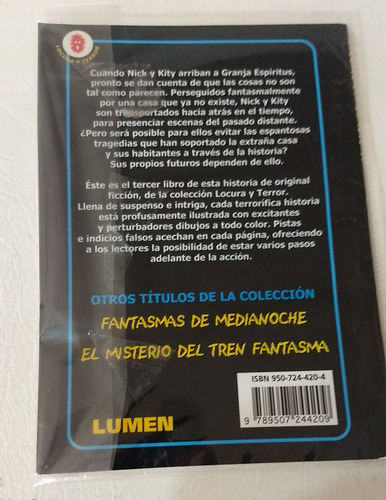 LOCURA Y TERROR
Cuando Nick y Kity arriban a Granja Espíritus,
pronto se dan cuenta de que las cosas no son
tal como parecen. Perseguidos fantasmalmente
por una casa que ya no existe, Nick y Kity
son transportados hacia atrás en el tiempo,
para presenciar escenas del pasado distante.
¿Pero será posible para ellos evitar las espantosas
tragedias que han soportado la extraña casa
y sus habitantes a través de la historia?
Sus propios futuros dependen de ello.
Éste es el tercer libro de esta historia de original
ficción, de la colección Locura y Terror.
Llena de suspenso e intriga, cada terrorífica historia
está profusamente ilustrada con excitantes
y perturbadores dibujos a todo color. Pistas
e indicios falsos acechan en cada página, ofreciendo
a los lectores la posibilidad de estar varios pasos
adelante de la acción.
OTROS TÍTULOS DE LA COLECCIÓN
FANTASMAS DE MEDIANOCHE
EL MISTERIO DEL TREN FANTASMA
ISBN 950-724-420-4
9 789507 244209
LUMEN